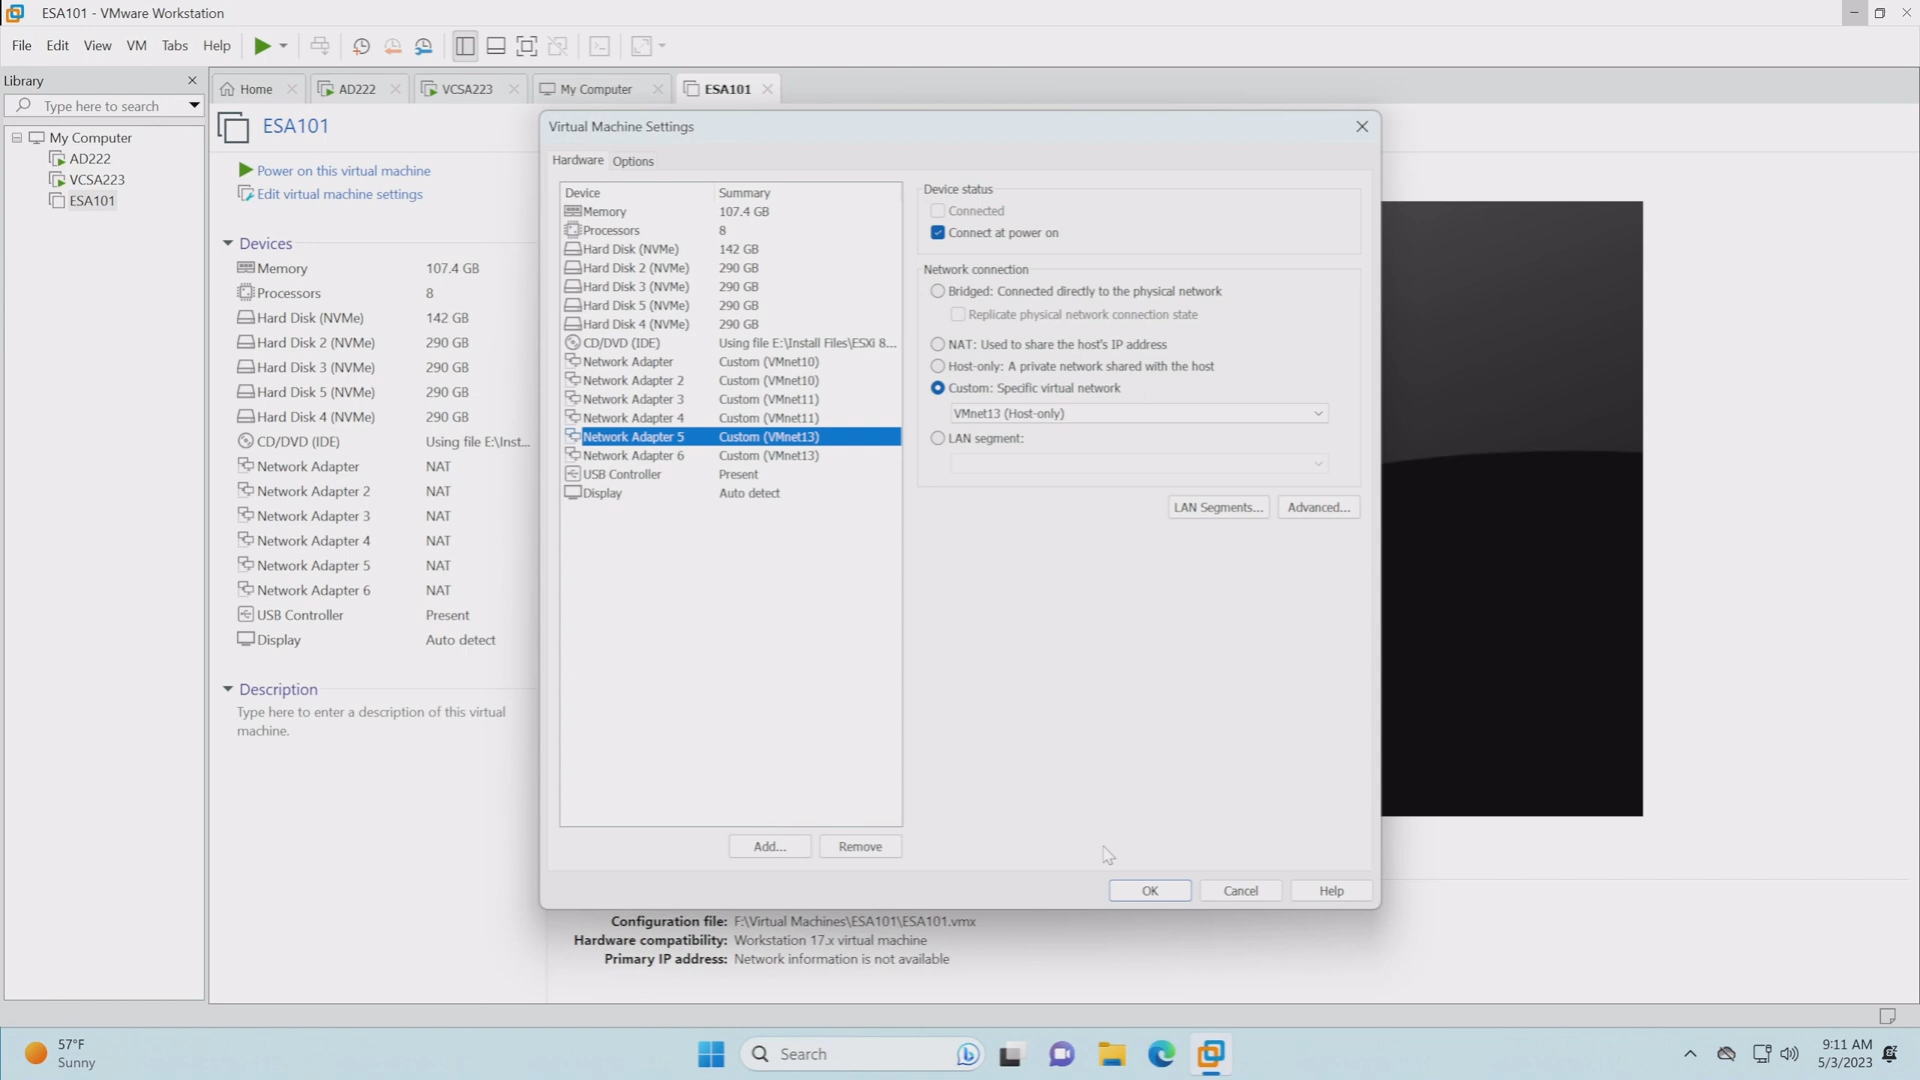 ESA101 - VMware Workstation
File Edit View VM Tabs Help
Library
Type here to search
My Computer
AD222
VCSA223
ESA101
Home
AD222
VCSA223
My Computer
ESA101
ESA101
Power on this virtual machine
Edit virtual machine settings
Devices
Memory 107.4 GB
Processors 8
Hard Disk (NVMe) 142 GB
Hard Disk 2 (NVMe) 290 GB
Hard Disk 3 (NVMe) 290 GB
Hard Disk 5 (NVMe) 290 GB
Hard Disk 4 (NVMe) 290 GB
CD/DVD (IDE) Using file E:\Inst...
Network Adapter NAT
Network Adapter 2 NAT
Network Adapter 3 NAT
Network Adapter 4 NAT
Network Adapter 5 NAT
Network Adapter 6 NAT
USB Controller Present
Display Auto detect
Description
Type here to enter a description of this virtual
machine.
Virtual Machine Settings
Hardware Options
Device Summary
Memory 107.4 GB
Processors 8
Hard Disk (NVMe) 142 GB
Hard Disk 2 (NVMe) 290 GB
Hard Disk 3 (NVMe) 290 GB
Hard Disk 5 (NVMe) 290 GB
Hard Disk 4 (NVMe) 290 GB
CD/DVD (IDE) Using file E:\Install Files\ESXi 8...
Network Adapter Custom (VMnet10)
Network Adapter 2 Custom (VMnet10)
Network Adapter 3 Custom (VMnet11)
Network Adapter 4 Custom (VMnet11)
Network Adapter 5 Custom (VMnet13)
Network Adapter 6 Custom (VMnet13)
USB Controller Present
Display Auto detect
Add... Remove
Device status
Connected
Connect at power on
Network connection
Bridged: Connected directly to the physical network
Replicate physical network connection state
NAT: Used to share the host's IP address
Host-only: A private network shared with the host
Custom: Specific virtual network
VMnet13 (Host-only)
LAN segment:
LAN Segments... Advanced...
OK Cancel Help
Configuration file: F:\Virtual Machines\ESA101\ESA101.vmx
Hardware compatibility: Workstation 17.x virtual machine
Primary IP address: Network information is not available
57°F
Sunny
Search
9:11 AM
5/3/2023